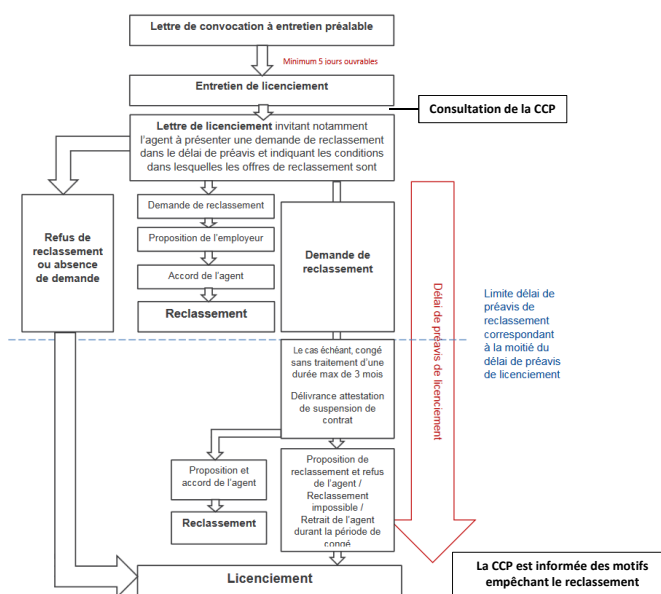 Lettre de convocation à entretien préalable
Minimum 5 jours ouvrables
Entretien de licenciement
Consultation de la CCP
Lettre de licenciement invitant notamment
l'agent à présenter une demande de reclassement
dans le délai de préavis et indiquant les conditions
dans lesquelles les offres de reclassement sont
Refus de
reclassement
ou absence
de demande
Demande de reclassement
Proposition de l'employeur
Accord de l'agent
Reclassement
Demande de
reclassement
Délai de préavis de licenciement
Limite délai de
préavis de
reclassement
correspondant
à la moitié du
délai de préavis
de licenciement
Le cas échéant, congé
sans traitement d'une
durée max de 3 mois
Délivrance attestation
de suspension de
contrat
Proposition et
accord de l'agent
Reclassement
Proposition de
reclassement et refus
de l'agent /
Reclassement
impossible /
Retrait de l'agent
durant la période de
congé
Licenciement
La CCP est informée des motifs
empêchant le reclassement